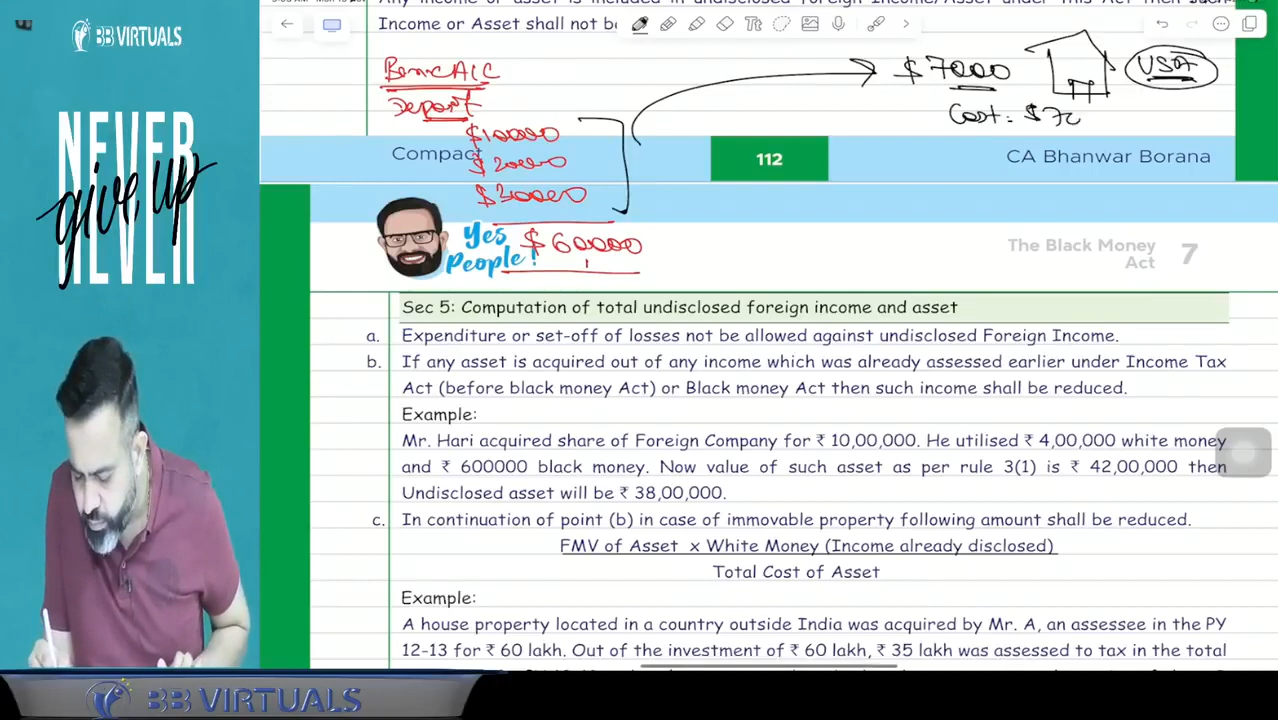 BB VIRTUALS
Income or Asset shall not be
$ 7000
USA
Deposit
$10000
$20000
$30000
Compact
112
CA Bhanwar Borana
NEVER
give up
NEVER
Yes
People!
$ 60,000
The Black Money
Act
7
Sec 5: Computation of total undisclosed foreign income and asset
a. Expenditure or set-off of losses not be allowed against undisclosed Foreign Income.
b. If any asset is acquired out of any income which was already assessed earlier under Income Tax
Act (before black money Act) or Black money Act then such income shall be reduced.
Example:
Mr. Hari acquired share of Foreign Company for ₹ 10,00,000. He utilised ₹ 4,00,000 white money
and ₹ 600000 black money. Now value of such asset as per rule 3(1) is ₹ 42,00,000 then
Undisclosed asset will be ₹ 38,00,000.
c. In continuation of point (b) in case of immovable property following amount shall be reduced.
FMV of Asset x White Money (Income already disclosed)
Total Cost of Asset
Example:
A house property located in a country outside India was acquired by Mr. A, an assessee in the PY
12-13 for ₹ 60 lakh. Out of the investment of ₹ 60 lakh, ₹ 35 lakh was assessed to tax in the total
BB VIRTUALS